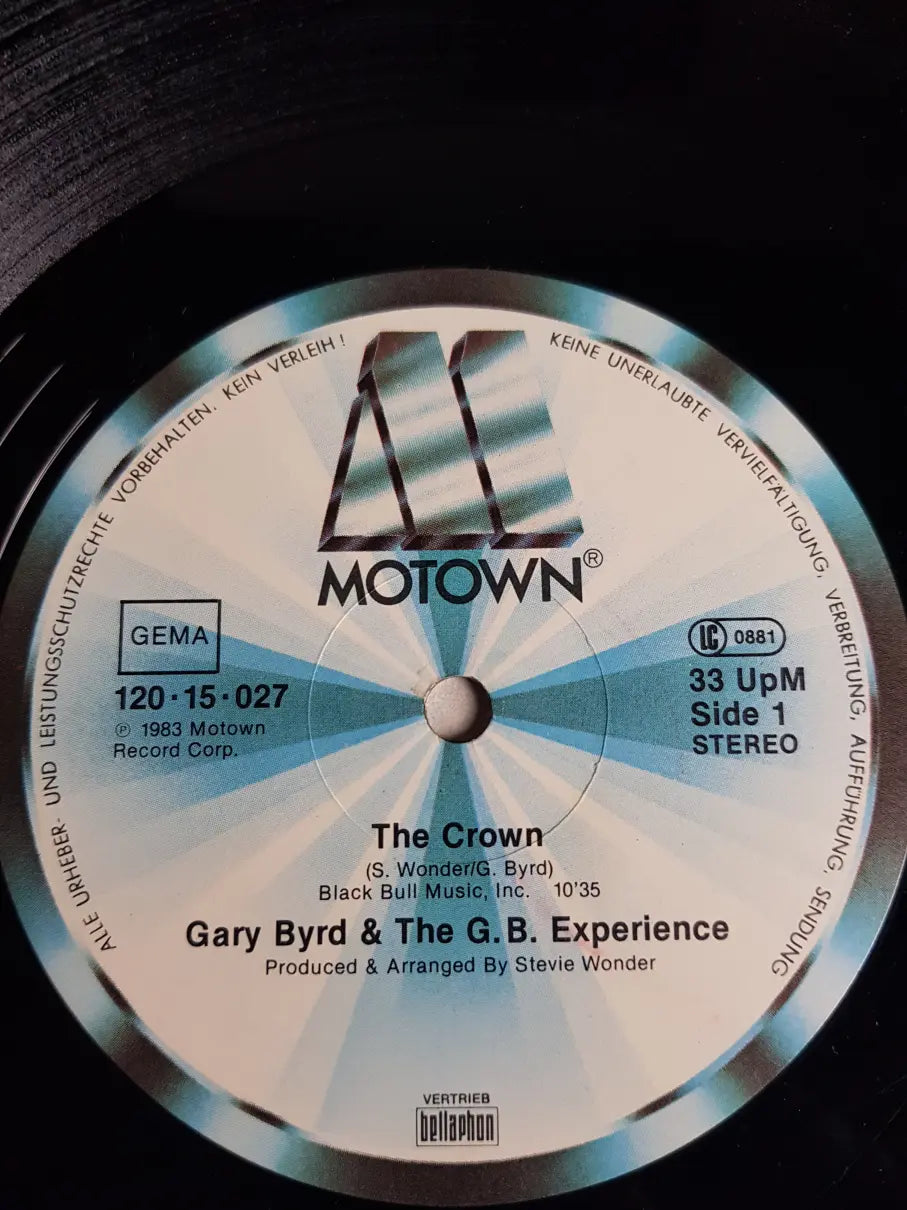 ALLE URHEBER- UND LEISTUNGSSCHUTZRECHTE VORBEHALTEN. KEIN VERLEIH!
KEINE UNERLAUBTE VERVIELFÄLTIGUNG, VERBREITUNG, AUFFÜHRUNG, SENDUNG
MOTOWN®
GEMA
120·15·027
℗ 1983 Motown
Record Corp.
LC 0881
33 UpM
Side 1
STEREO
The Crown
(S. Wonder/G. Byrd)
Black Bull Music, Inc. 10'35
Gary Byrd & The G.B. Experience
Produced & Arranged By Stevie Wonder
VERTRIEB
bellaphon